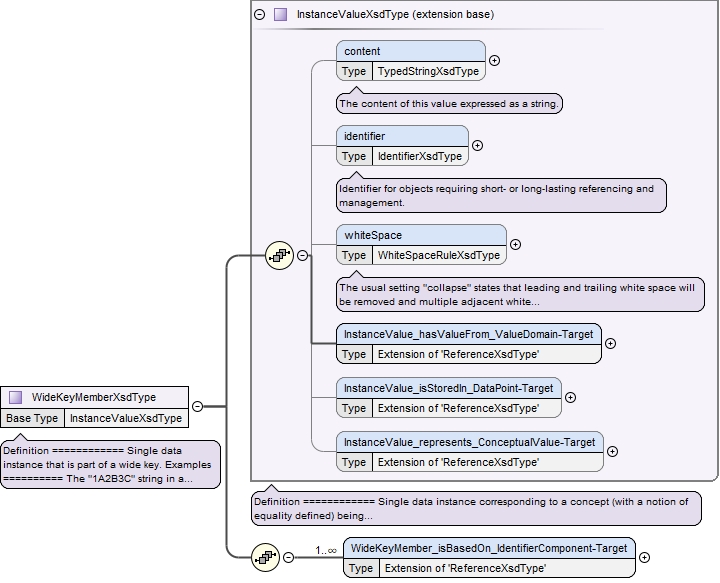 InstanceValueXsdType (extension base)
content
Type TypedStringXsdType
The content of this value expressed as a string.
identifier
Type IdentifierXsdType
Identifier for objects requiring short- or long-lasting referencing and
management.
whiteSpace
Type WhiteSpaceRuleXsdType
The usual setting "collapse" states that leading and trailing white space will
be removed and multiple adjacent white...
InstanceValue_hasValueFrom_ValueDomain-Target
Type Extension of 'ReferenceXsdType'
InstanceValue_isStoredIn_DataPoint-Target
Type Extension of 'ReferenceXsdType'
InstanceValue_represents_ConceptualValue-Target
Type Extension of 'ReferenceXsdType'
WideKeyMemberXsdType
Base Type InstanceValueXsdType
Definition ============ Single data
instance that is part of a wide key. Examples
========== The "1A2B3C" string in a...
Definition ============ Single data instance corresponding to a concept (with a notion of
equality defined) being...
1..∞
WideKeyMember_isBasedOn_IdentifierComponent-Target
Type Extension of 'ReferenceXsdType'